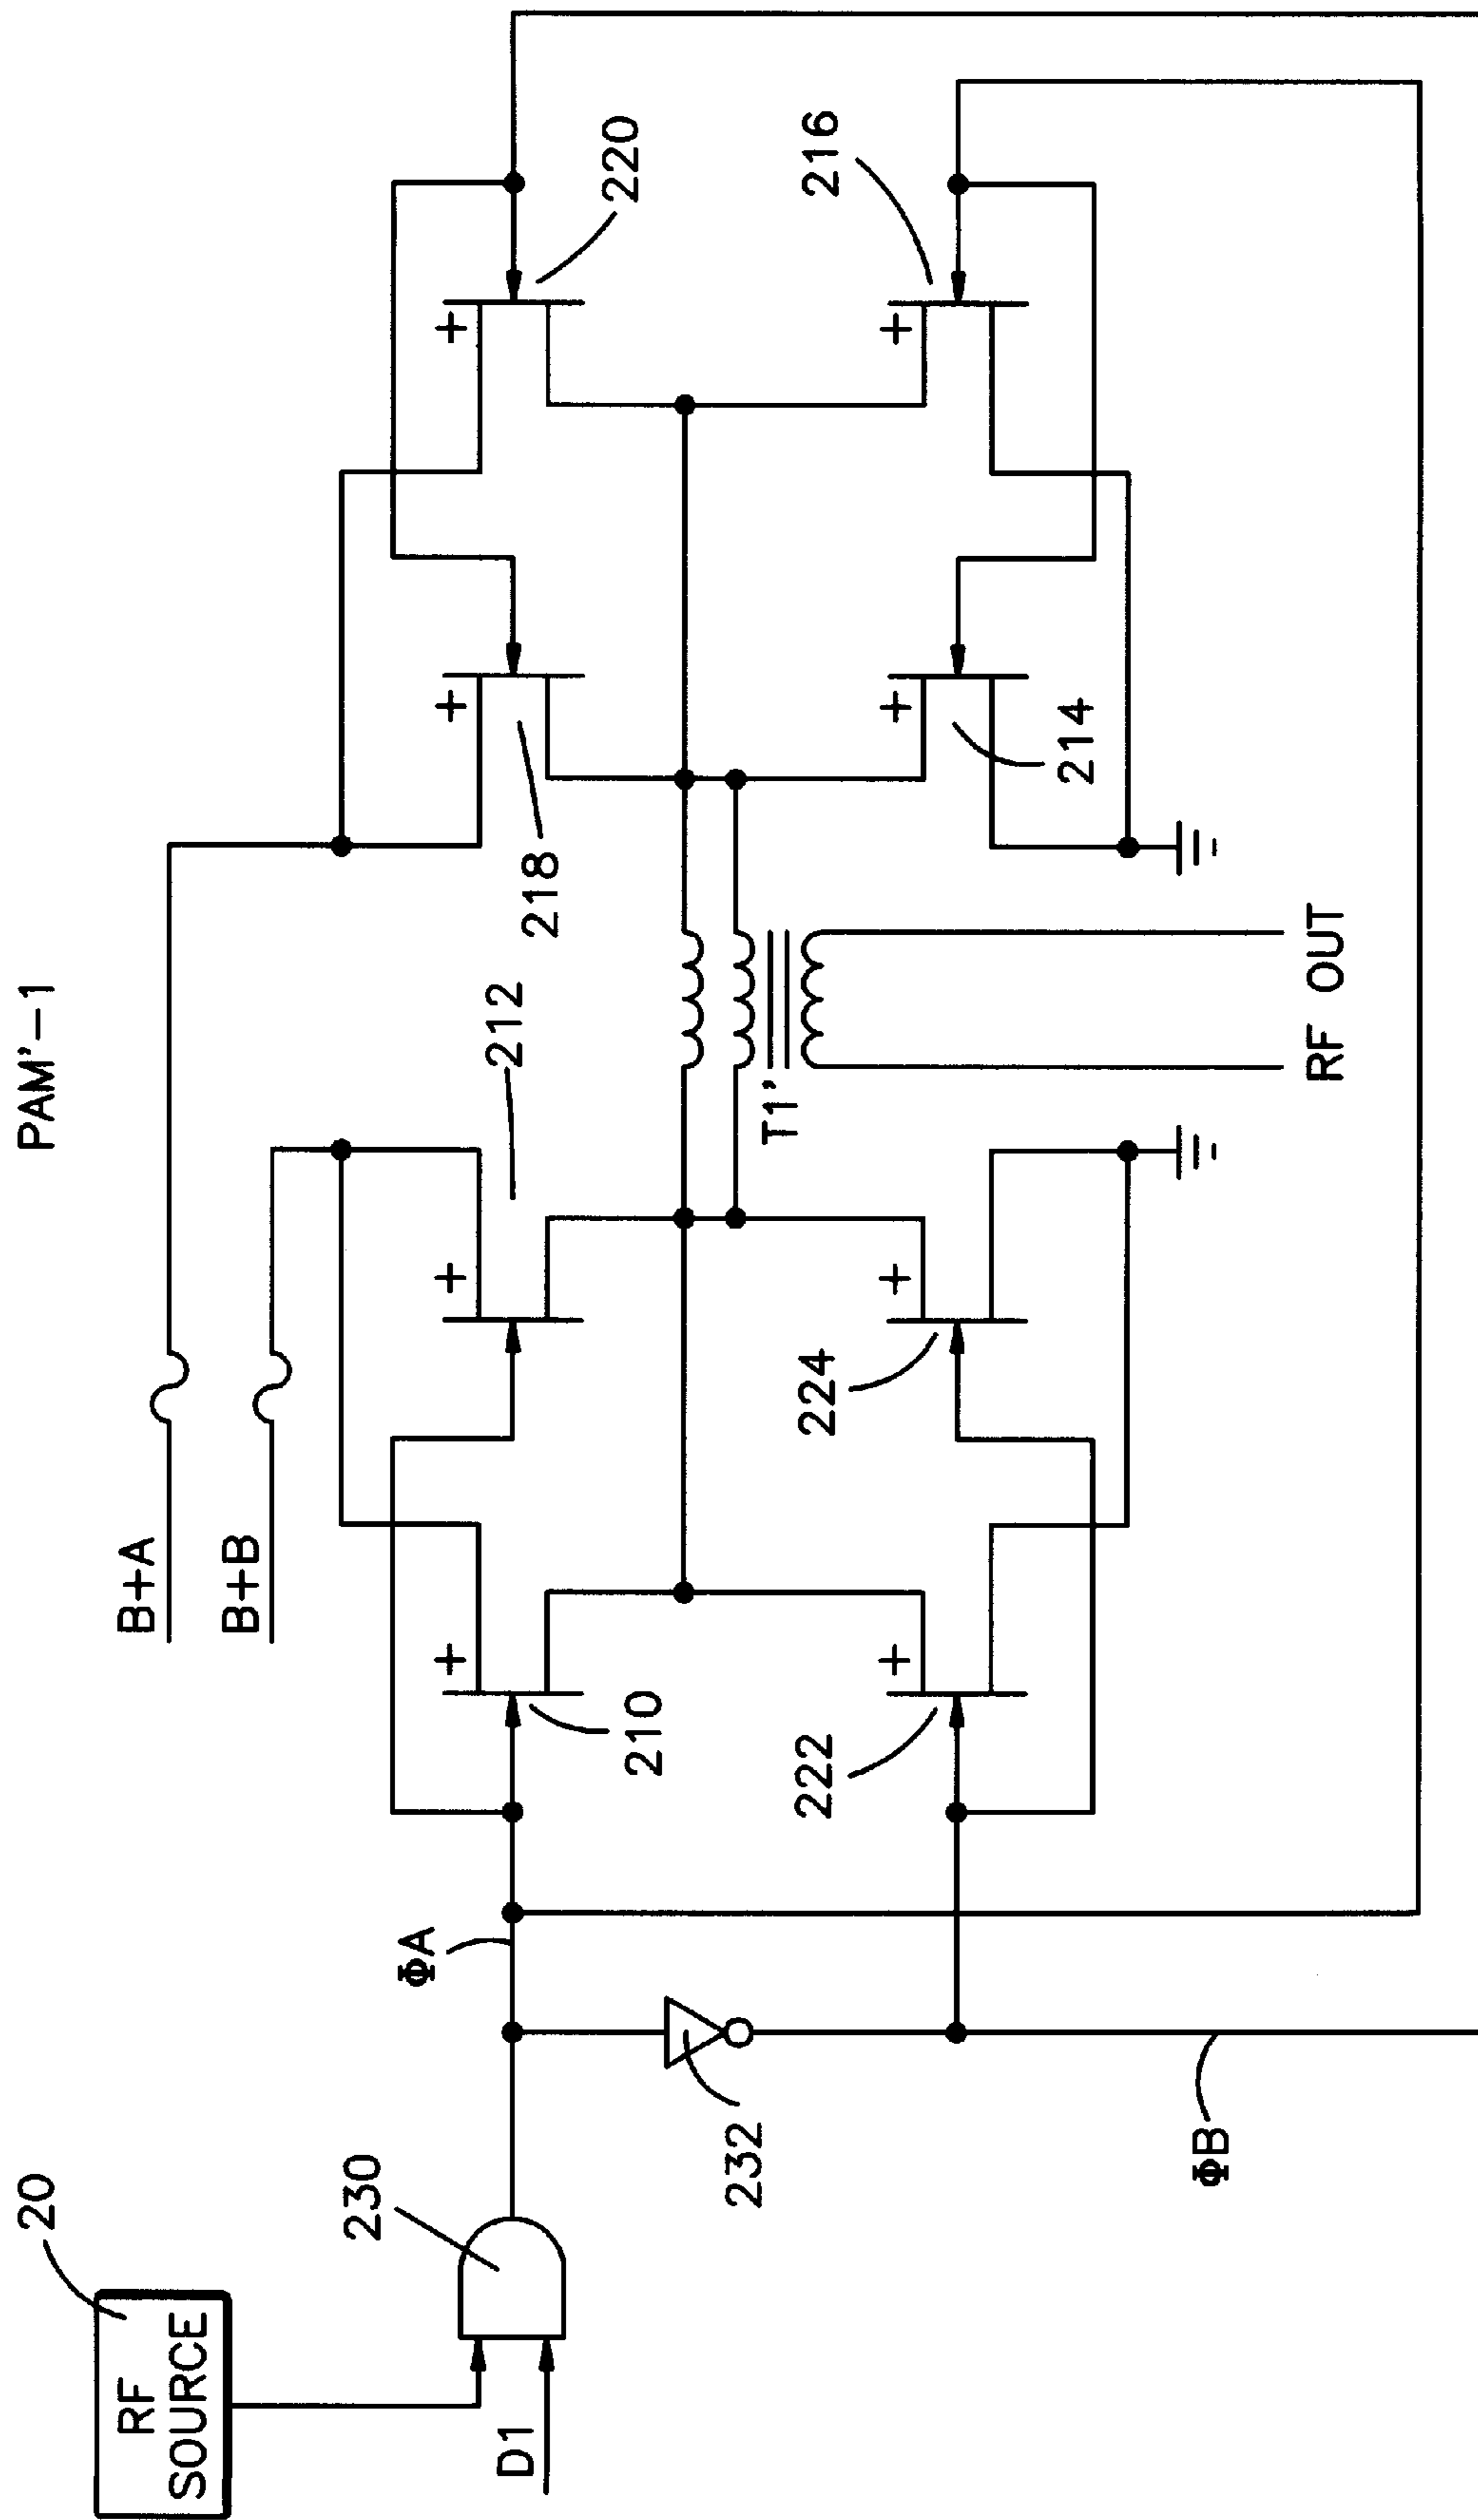 PAM'-1
B+A
B+B
20
RF
SOURCE
230
D1
ΦA
232
ΦB
210
222
212
224
T1'
RF OUT
218
214
220
216